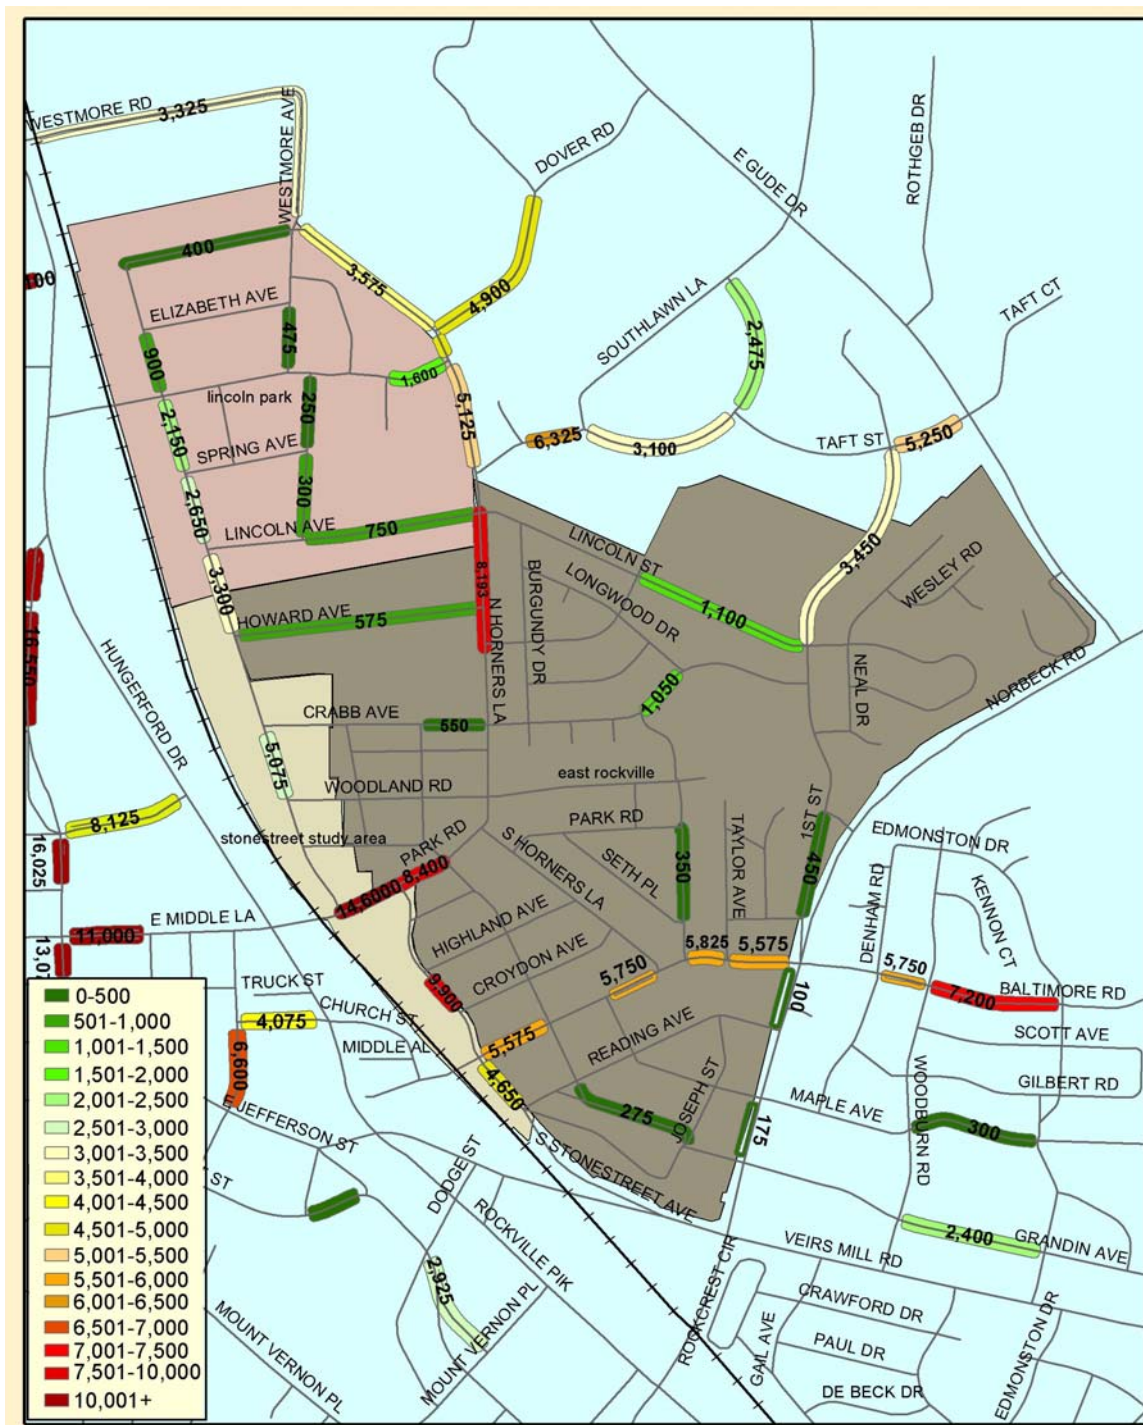 WESTMORE RD
3,325
WESTMORE AVE
DOVER RD
E GUDE DR
ROTHGEB DR
400
3,575
4,900
100
ELIZABETH AVE
475
SOUTHLAWN LA
2,475
TAFT CT
900
1,600
lincoln park
250
5,125
2,150
SPRING AVE
6,325
3,100
TAFT ST
5,250
2,650
300
LINCOLN AVE
750
LINCOLN ST
3,450
3,300
8,193
BURGUNDY DR
LONGWOOD DR
1,100
WESLEY RD
HOWARD AVE
575
N HORNERS LA
16,550
HUNGERFORD DR
NEAL DR
NORBECK RD
1,050
CRABB AVE
550
5,075
WOODLAND RD
east rockville
8,125
stonestreet study area
PARK RD
S HORNERS LA
PARK RD
TAYLOR AVE
1ST ST
EDMONSTON DR
16,025
SETH PL
350
450
DENHAM RD
KENNON CT
14,6000
8,400
11,000
E MIDDLE LA
HIGHLAND AVE
5,825
5,575
13,07
CROYDON AVE
5,750
5,750
7,200
BALTIMORE RD
TRUCK ST
9,900
100
4,075
CHURCH ST
SCOTT AVE
MIDDLE AL
5,575
READING AVE
6,600
4,650
WOODBURN RD
GILBERT RD
E JEFFERSON ST
275
JOSEPH ST
175
MAPLE AVE
300
ST
DODGE ST
S STONESTREET AVE
ROCKVILLE PIK
VEIRS MILL RD
2,400
GRANDIN AVE
2,925
ROCKCREST CIR
CRAWFORD DR
MOUNT VERNON PL
MOUNT VERNON PL
GAIL AVE
PAUL DR
EDMONSTON DR
DE BECK DR
0-500
501-1,000
1,001-1,500
1,501-2,000
2,001-2,500
2,501-3,000
3,001-3,500
3,501-4,000
4,001-4,500
4,501-5,000
5,001-5,500
5,501-6,000
6,001-6,500
6,501-7,000
7,001-7,500
7,501-10,000
10,001+